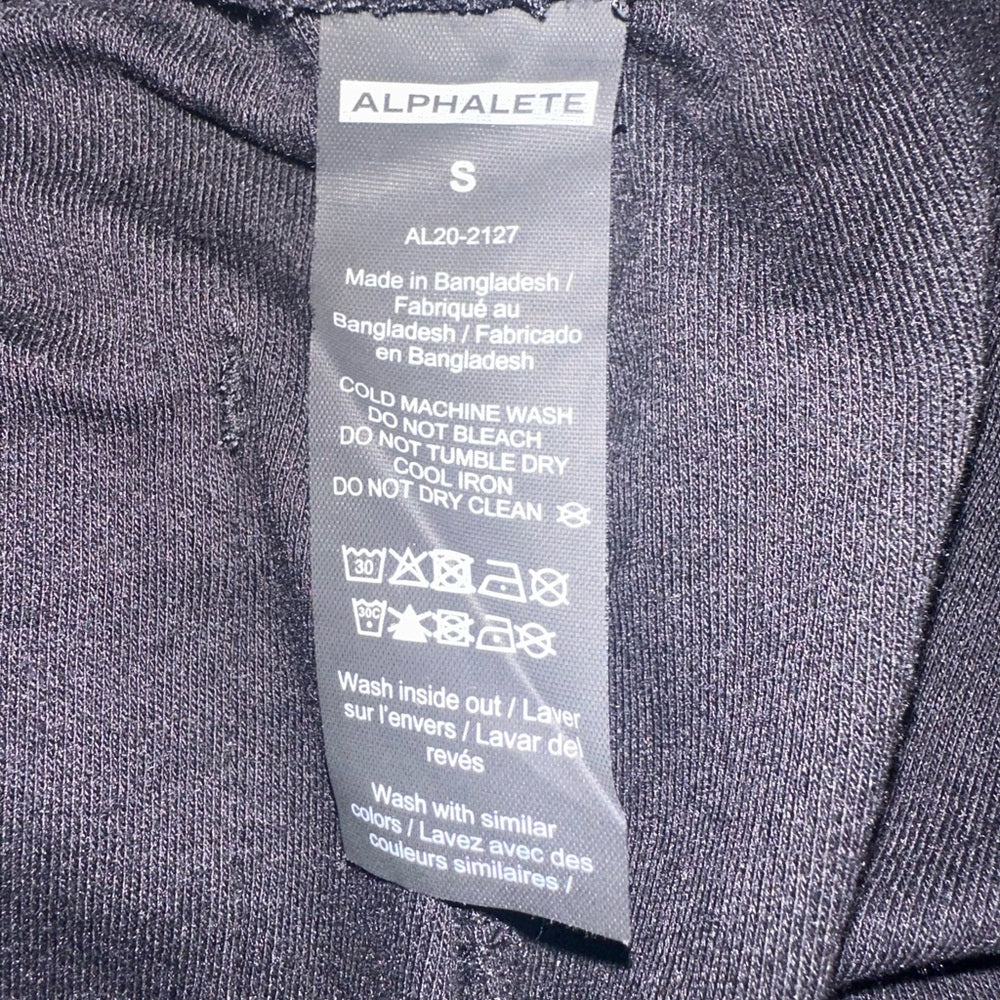 ALPHALETE
S
AL20-2127
Made in Bangladesh /
Fabriqué au
Bangladesh / Fabricado
en Bangladesh
COLD MACHINE WASH
DO NOT BLEACH
DO NOT TUMBLE DRY
COOL IRON
DO NOT DRY CLEAN
30
30C
Wash inside out / Laver
sur l'envers / Lavar del
revés
Wash with similar
colors / Lavez avec des
couleurs similaires /